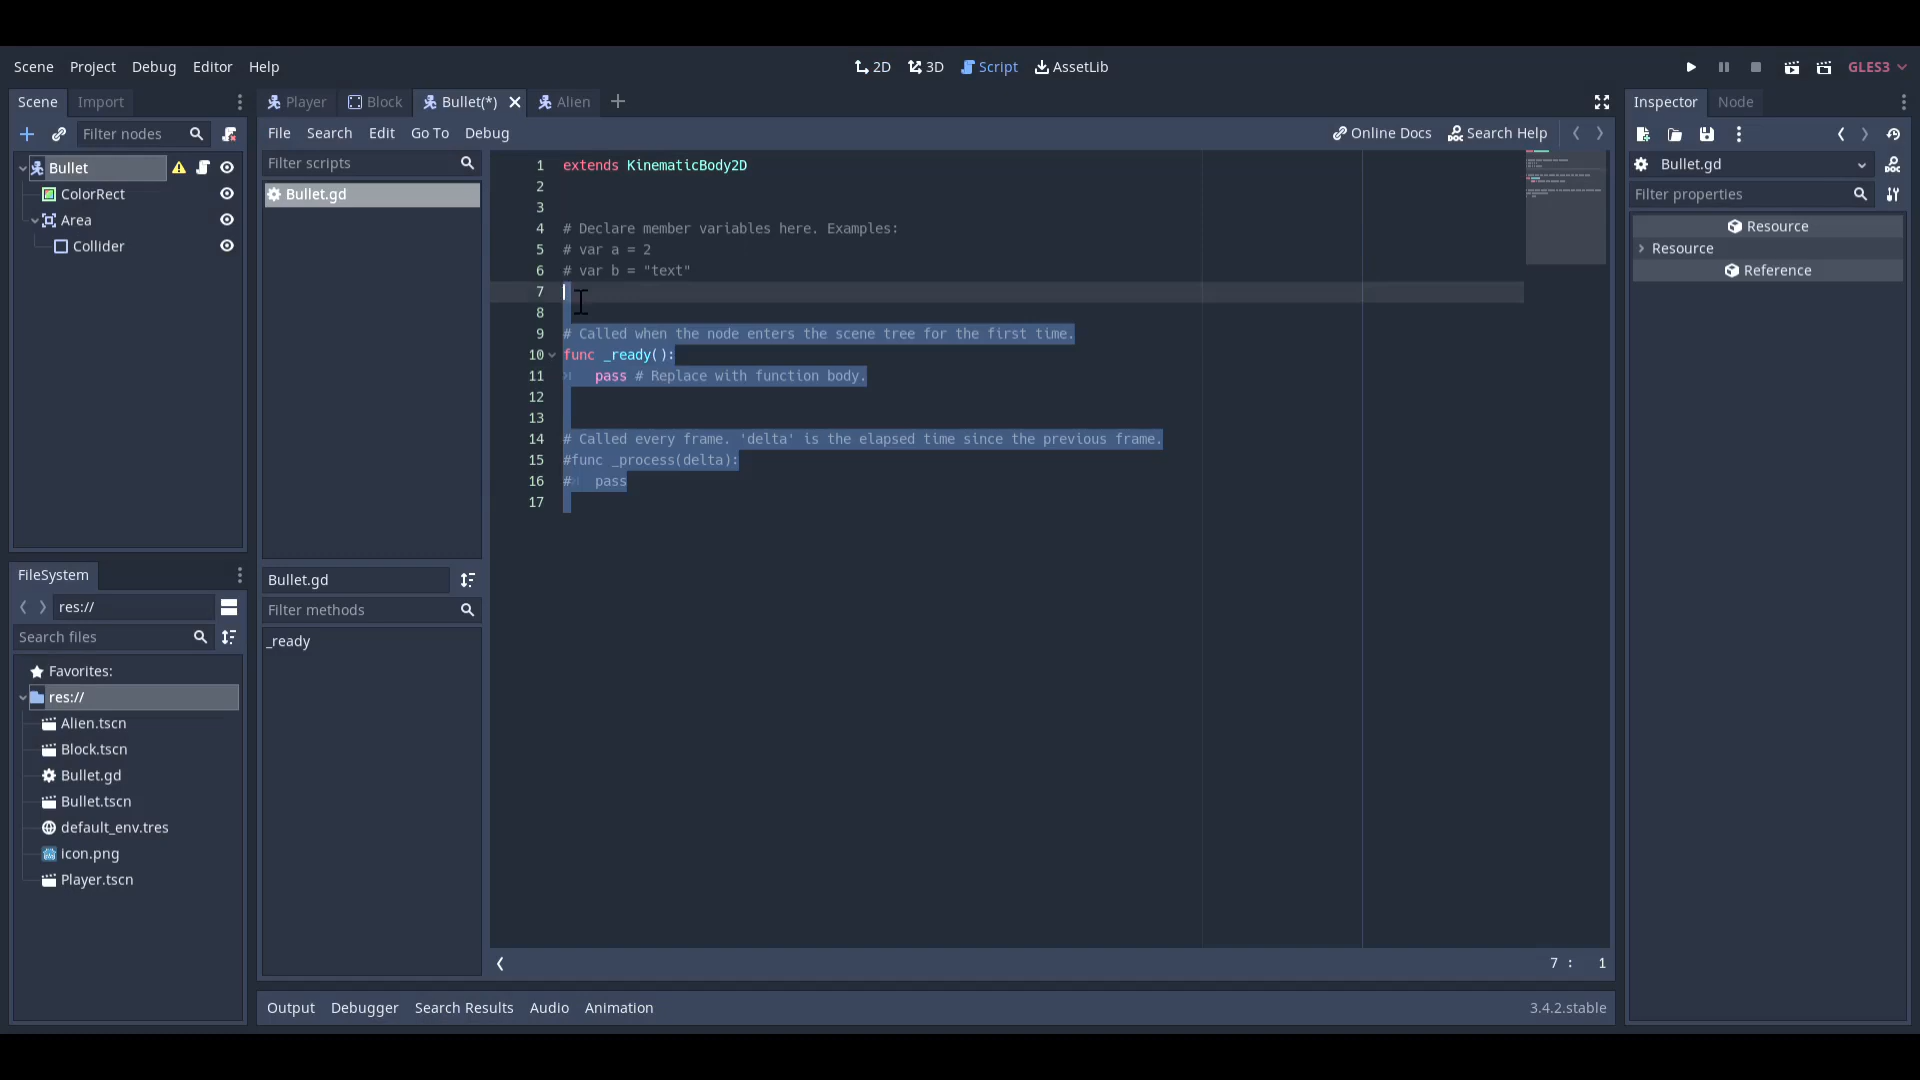 Scene Project Debug Editor Help
2D 3D Script AssetLib
GLES3
Scene Import
Filter nodes
Bullet
ColorRect
Area
Collider
FileSystem
res://
Search files
Favorites:
res://
Alien.tscn
Block.tscn
Bullet.gd
Bullet.tscn
default_env.tres
icon.png
Player.tscn
Player Block Bullet(*) Alien
File Search Edit Go To Debug
Online Docs Search Help
Filter scripts
Bullet.gd
Bullet.gd
Filter methods
_ready
1 extends KinematicBody2D
2
3
4 # Declare member variables here. Examples:
5 # var a = 2
6 # var b = "text"
7
8
9 # Called when the node enters the scene tree for the first time.
10 func _ready():
11 pass # Replace with function body.
12
13
14 # Called every frame. 'delta' is the elapsed time since the previous frame.
15 #func _process(delta):
16 # pass
17
7 : 1
Output Debugger Search Results Audio Animation
3.4.2.stable
Inspector Node
Bullet.gd
Filter properties
Resource
Resource
Reference